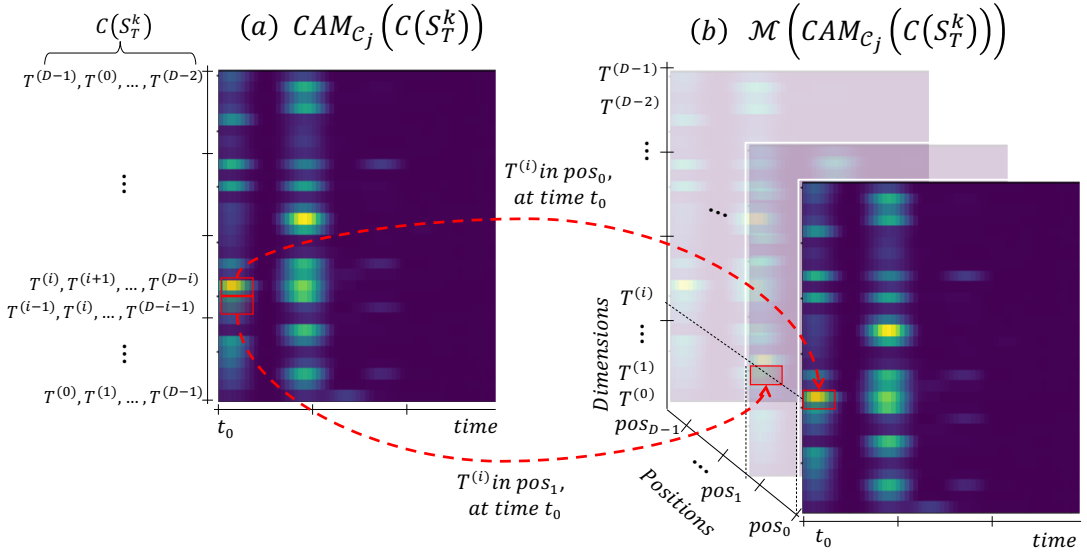 C(S_T^k)
(a) CAM_{𝒞_j}(C(S_T^k))
T^{(D-1)}, T^{(0)}, ... , T^{(D-2)}
⋮
T^{(i)}, T^{(i+1)}, ... , T^{(D-i)}
T^{(i-1)}, T^{(i)}, ... , T^{(D-i-1)}
⋮
T^{(0)}, T^{(1)}, ... , T^{(D-1)}
t_0
time
T^{(i)} in pos_0,
at time t_0
T^{(i)} in pos_1,
at time t_0
(b) ℳ(CAM_{𝒞_j}(C(S_T^k)))
T^{(D-1)}
T^{(D-2)}
⋮
...
T^{(i)}
⋮
T^{(1)}
T^{(0)}
Dimensions
pos_{D-1}
...
pos_1
pos_0
Positions
t_0
time